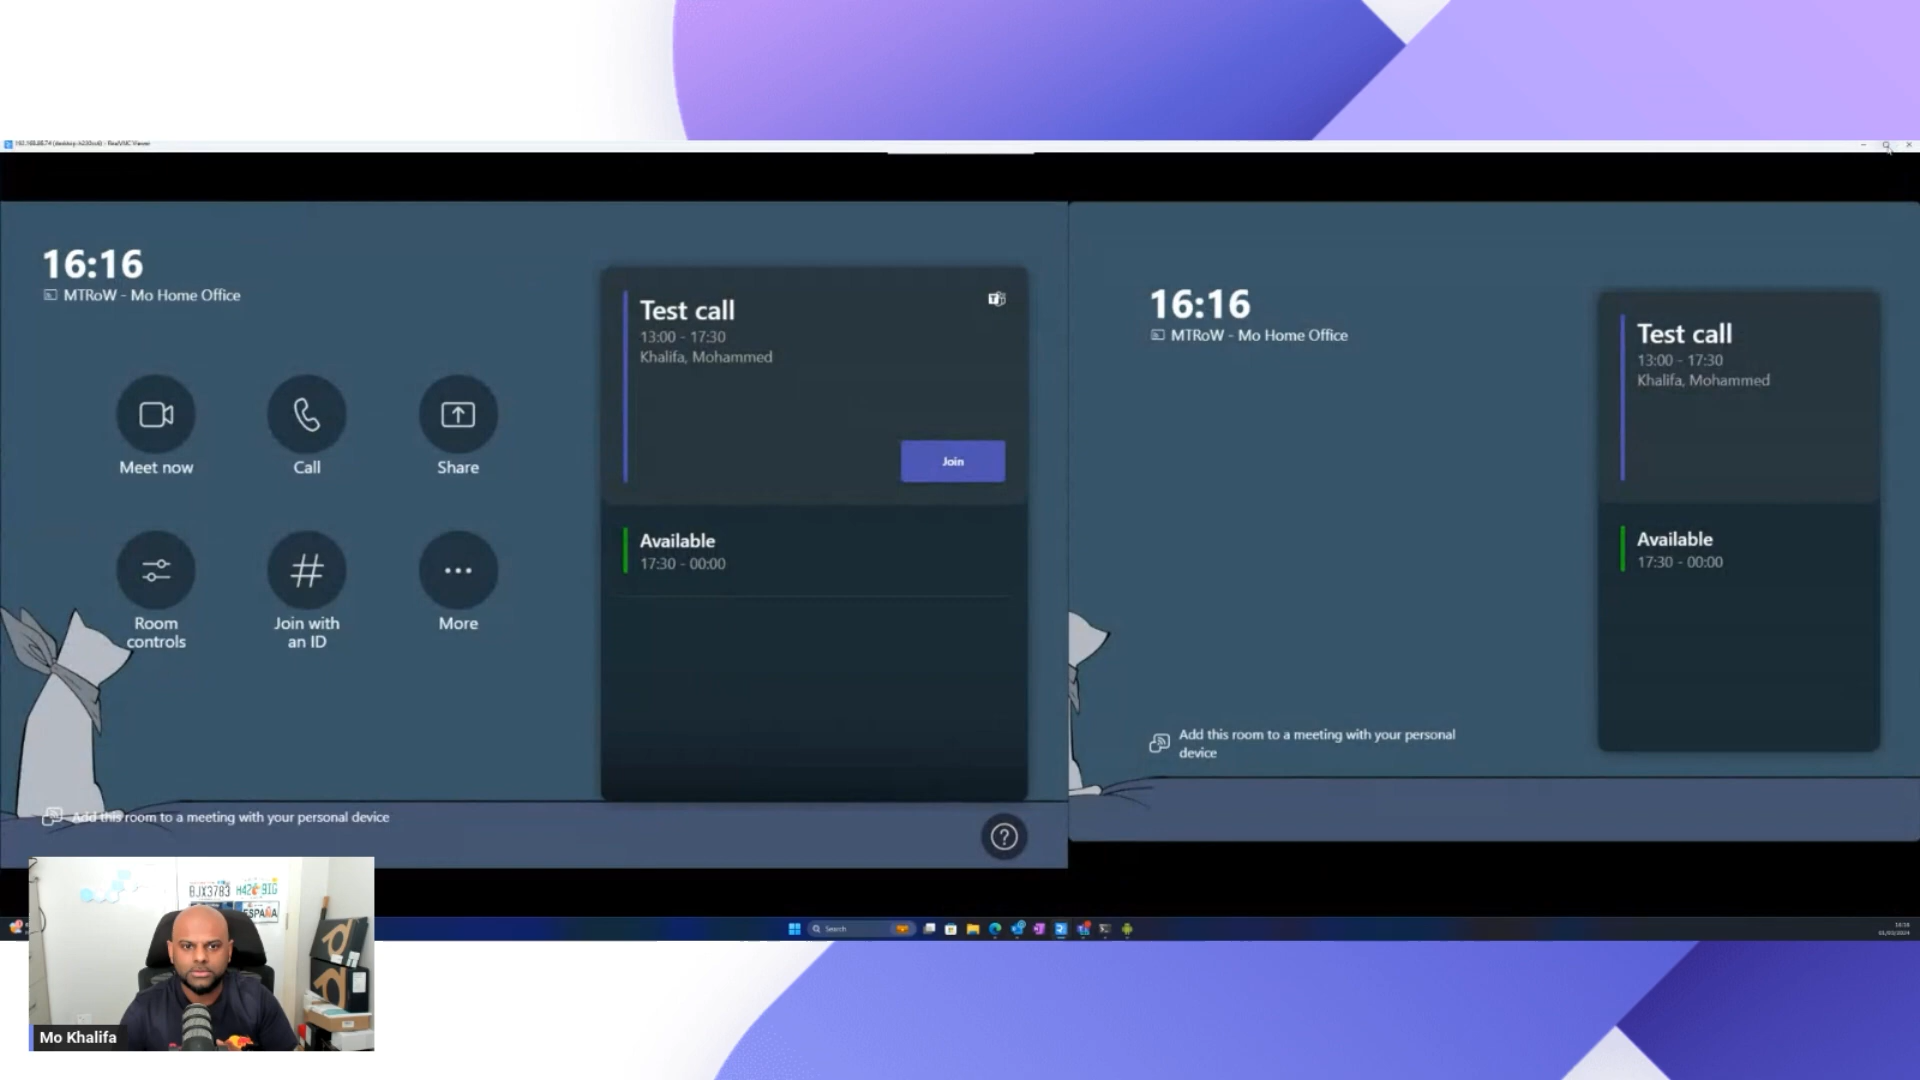 16:16
MTRoW - Mo Home Office
Meet now
Call
Share
Room
controls
Join with
an ID
More
Test call
13:00 - 17:30
Khalifa, Mohammed
Join
Available
17:30 - 00:00
Add this room to a meeting with your personal device
?
16:16
MTRoW - Mo Home Office
Test call
13:00 - 17:30
Khalifa, Mohammed
Available
17:30 - 00:00
Add this room to a meeting with your personal
device
Search
BJX3783
ESPAÑA
Mo Khalifa